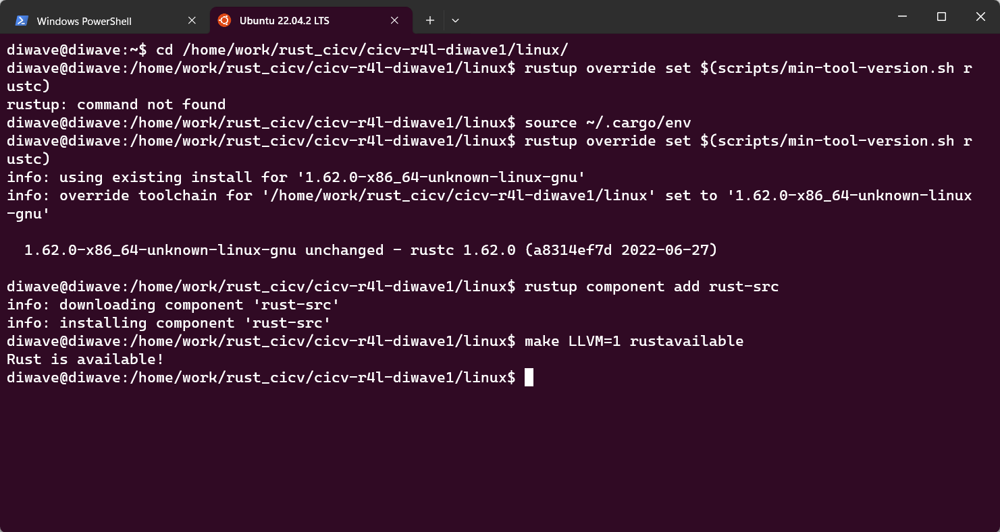 Windows PowerShell
Ubuntu 22.04.2 LTS
diwave@diwave:~$ cd /home/work/rust_cicv/cicv-r4l-diwave1/linux/
diwave@diwave:/home/work/rust_cicv/cicv-r4l-diwave1/linux$ rustup override set $(scripts/min-tool-version.sh r
ustc)
rustup: command not found
diwave@diwave:/home/work/rust_cicv/cicv-r4l-diwave1/linux$ source ~/.cargo/env
diwave@diwave:/home/work/rust_cicv/cicv-r4l-diwave1/linux$ rustup override set $(scripts/min-tool-version.sh r
ustc)
info: using existing install for '1.62.0-x86_64-unknown-linux-gnu'
info: override toolchain for '/home/work/rust_cicv/cicv-r4l-diwave1/linux' set to '1.62.0-x86_64-unknown-linux
-gnu'
1.62.0-x86_64-unknown-linux-gnu unchanged - rustc 1.62.0 (a8314ef7d 2022-06-27)
diwave@diwave:/home/work/rust_cicv/cicv-r4l-diwave1/linux$ rustup component add rust-src
info: downloading component 'rust-src'
info: installing component 'rust-src'
diwave@diwave:/home/work/rust_cicv/cicv-r4l-diwave1/linux$ make LLVM=1 rustavailable
Rust is available!
diwave@diwave:/home/work/rust_cicv/cicv-r4l-diwave1/linux$